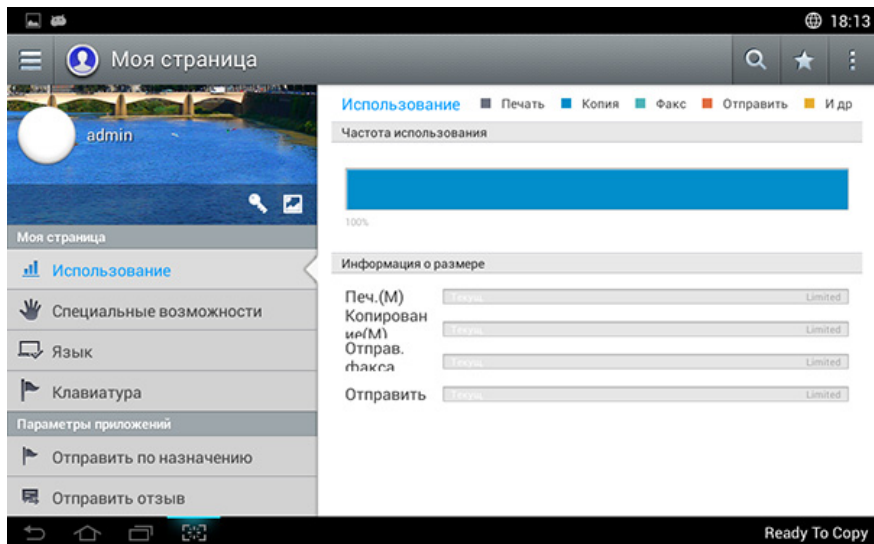 18:13
Моя страница
admin
Моя страница
Использование
Специальные возможности
Язык
Клавиатура
Параметры приложений
Отправить по назначению
Отправить отзыв
Использование Печать Копия Факс Отправить И др
Частота использования
100%
Информация о размере
Печ.(М) Текущ. Limited
Копирован
ие(М) Текущ. Limited
Отправ.
факса Текущ. Limited
Отправить Текущ. Limited
Ready To Copy